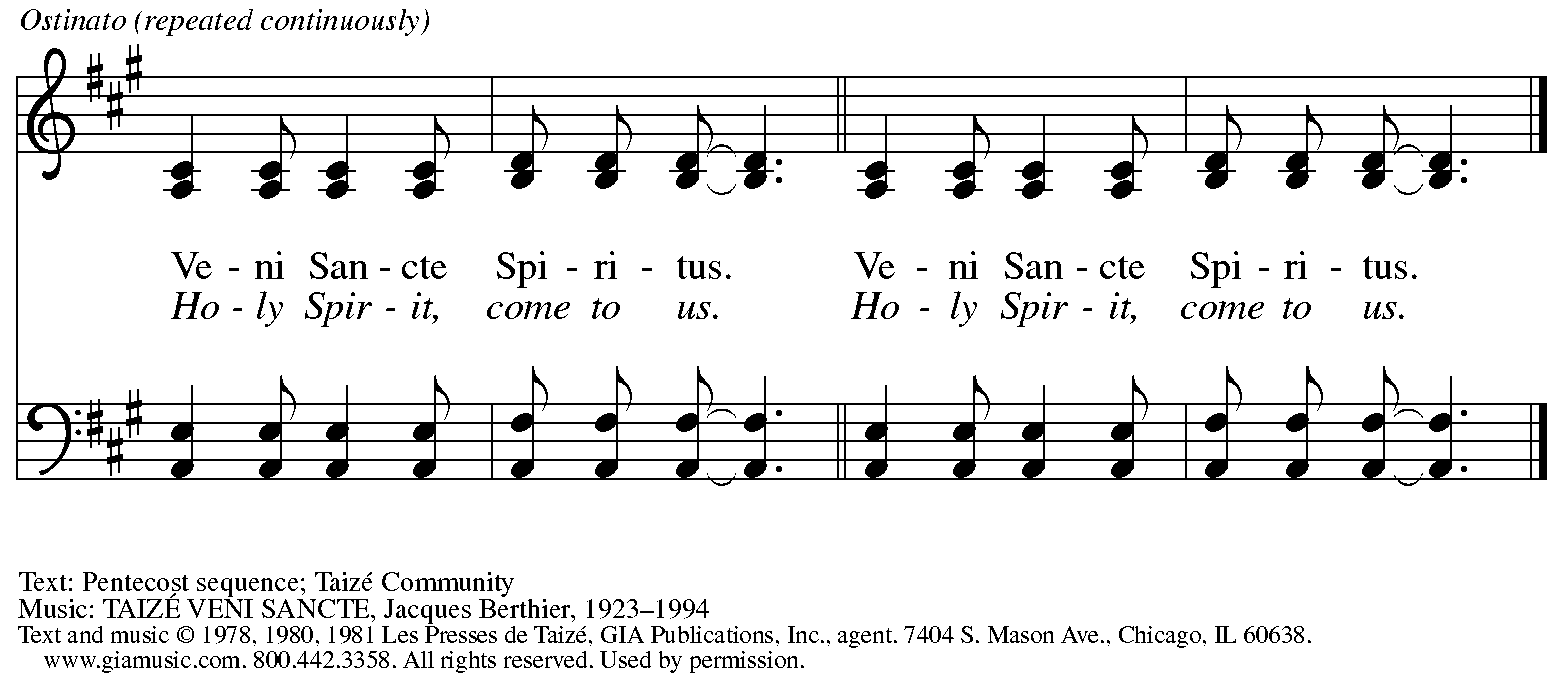 Ostinato (repeated continuously)
Ve - ni San - cte Spi - ri - tus. Ve - ni San - cte Spi - ri - tus.
Ho - ly Spir - it, come to us. Ho - ly Spir - it, come to us.
Text: Pentecost sequence; Taizé Community
Music: TAIZÉ VENI SANCTE, Jacques Berthier, 1923–1994
Text and music © 1978, 1980, 1981 Les Presses de Taizé, GIA Publications, Inc., agent. 7404 S. Mason Ave., Chicago, IL 60638.
www.giamusic.com. 800.442.3358. All rights reserved. Used by permission.